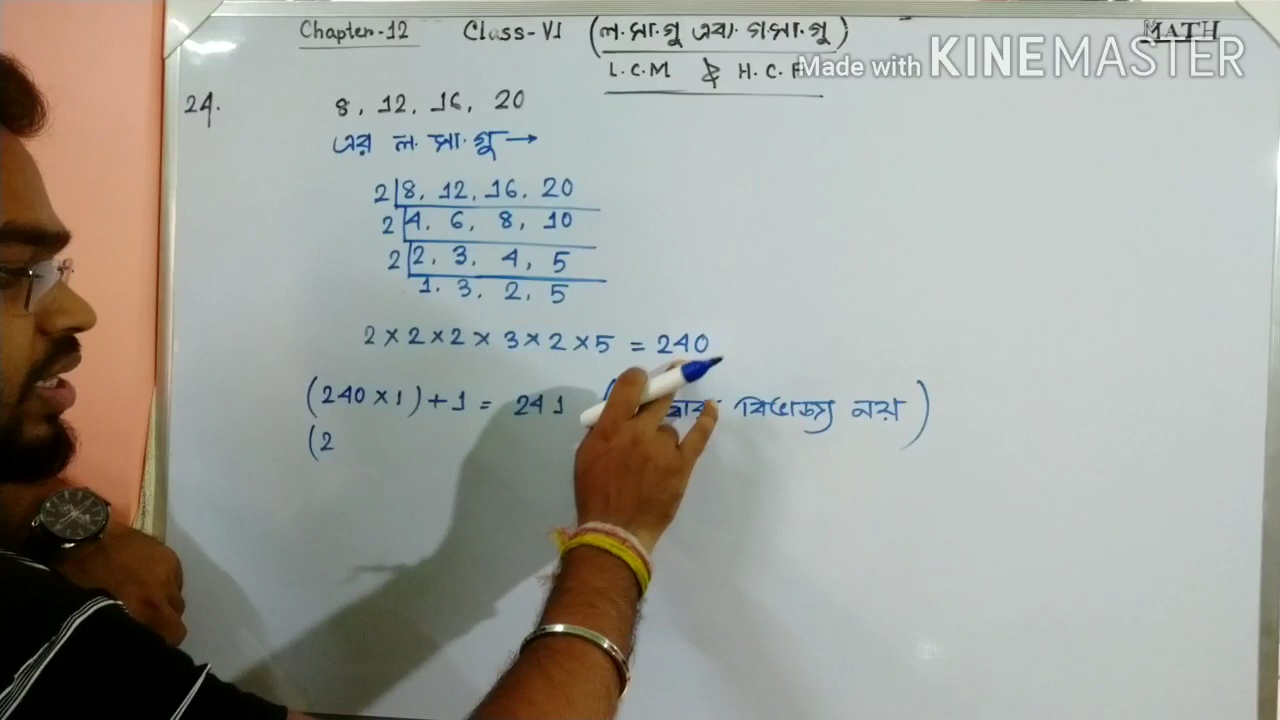 Chapter-12 Class-VI (ল.সা.গু এবং গ.সা.গু) MATH
L.C.M & H.C.F
Made with KINEMASTER
24. 8, 12, 16, 20
এর ল.সা.গু →
2 8, 12, 16, 20
2 4, 6, 8, 10
2 2, 3, 4, 5
1, 3, 2, 5
2 × 2 × 2 × 3 × 2 × 5 = 240
(240 × 1) + 1 = 241 ( বিভাজ্য নয়)
(2